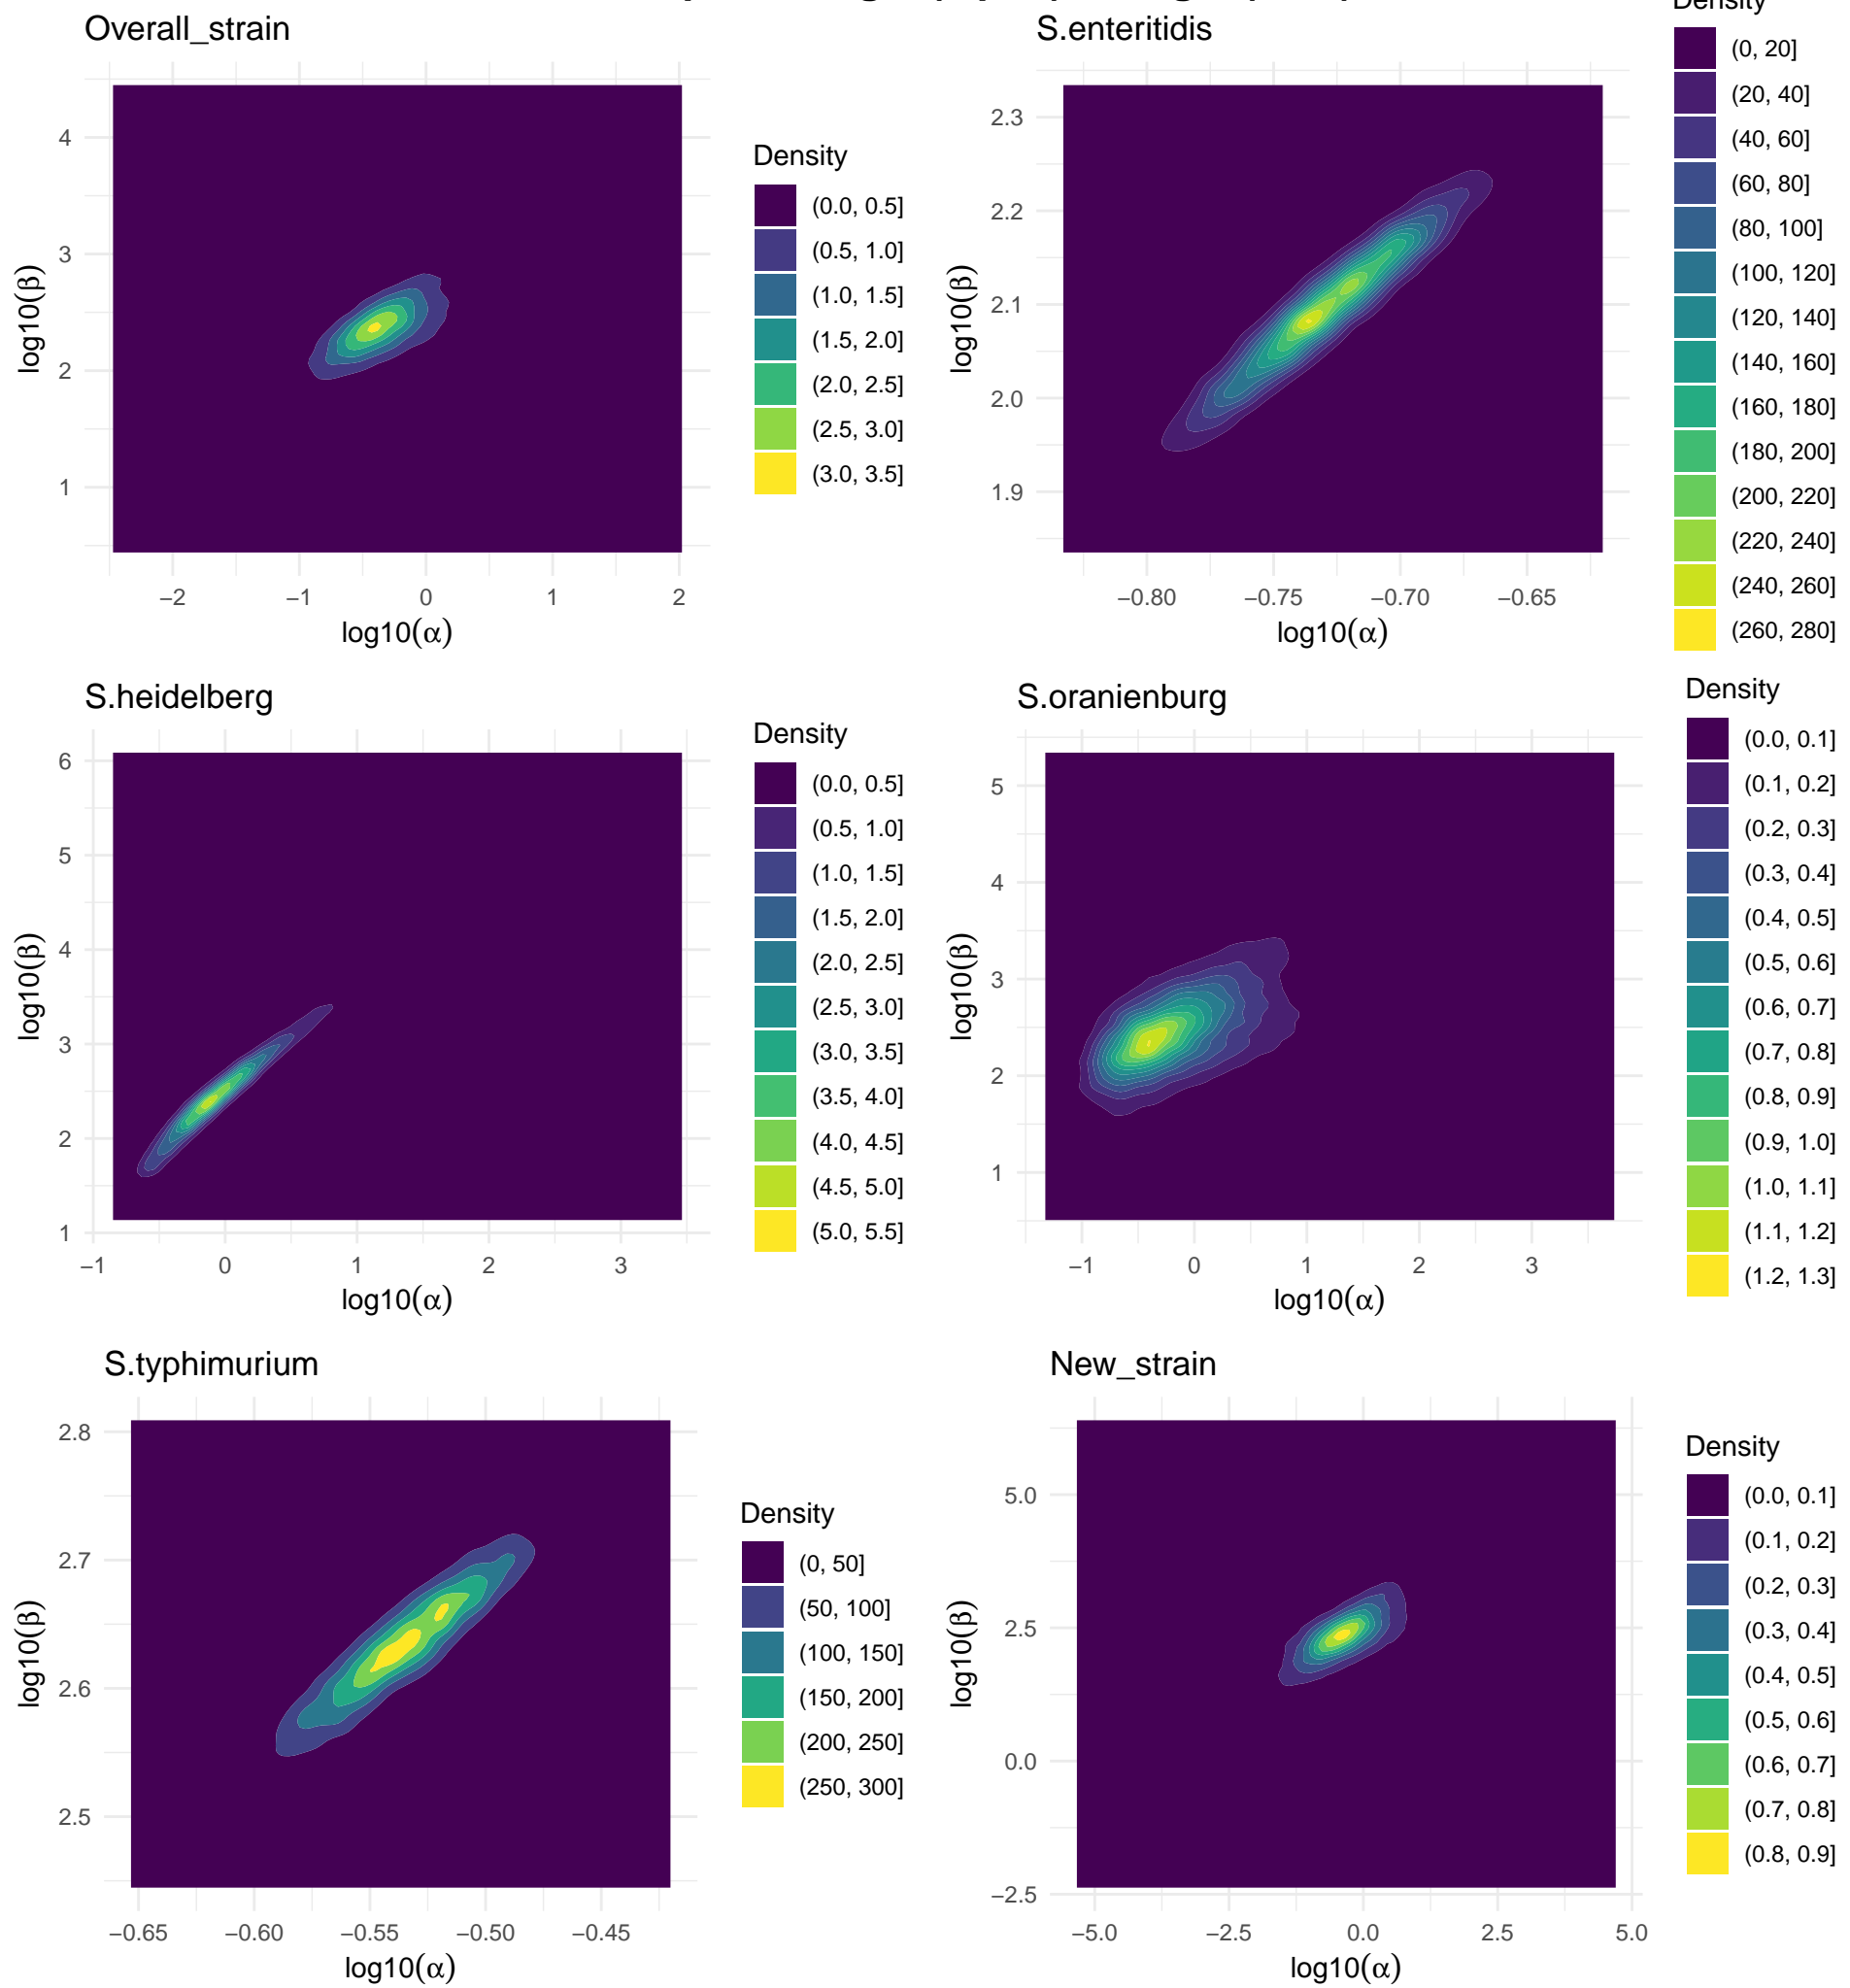 Density
Overall_strain
S.enteritidis
(0, 20]
(20, 40]
(40, 60]
(60, 80]
(80, 100]
(100, 120]
(120, 140]
(140, 160]
(160, 180]
(180, 200]
(200, 220]
(220, 240]
(240, 260]
(260, 280]
4
3
2
1
log10(β)
−2 −1 0 1 2
log10(α)
Density
(0.0, 0.5]
(0.5, 1.0]
(1.0, 1.5]
(1.5, 2.0]
(2.0, 2.5]
(2.5, 3.0]
(3.0, 3.5]
2.3
2.2
2.1
2.0
1.9
log10(β)
−0.80 −0.75 −0.70 −0.65
log10(α)
S.heidelberg
6
5
4
3
2
1
log10(β)
−1 0 1 2 3
log10(α)
Density
(0.0, 0.5]
(0.5, 1.0]
(1.0, 1.5]
(1.5, 2.0]
(2.0, 2.5]
(2.5, 3.0]
(3.0, 3.5]
(3.5, 4.0]
(4.0, 4.5]
(4.5, 5.0]
(5.0, 5.5]
S.oranienburg
5
4
3
2
1
log10(β)
−1 0 1 2 3
log10(α)
Density
(0.0, 0.1]
(0.1, 0.2]
(0.2, 0.3]
(0.3, 0.4]
(0.4, 0.5]
(0.5, 0.6]
(0.6, 0.7]
(0.7, 0.8]
(0.8, 0.9]
(0.9, 1.0]
(1.0, 1.1]
(1.1, 1.2]
(1.2, 1.3]
S.typhimurium
2.8
2.7
2.6
2.5
log10(β)
−0.65 −0.60 −0.55 −0.50 −0.45
log10(α)
Density
(0, 50]
(50, 100]
(100, 150]
(150, 200]
(200, 250]
(250, 300]
New_strain
5.0
2.5
0.0
−2.5
log10(β)
−5.0 −2.5 0.0 2.5 5.0
log10(α)
Density
(0.0, 0.1]
(0.1, 0.2]
(0.2, 0.3]
(0.3, 0.4]
(0.4, 0.5]
(0.5, 0.6]
(0.6, 0.7]
(0.7, 0.8]
(0.8, 0.9]